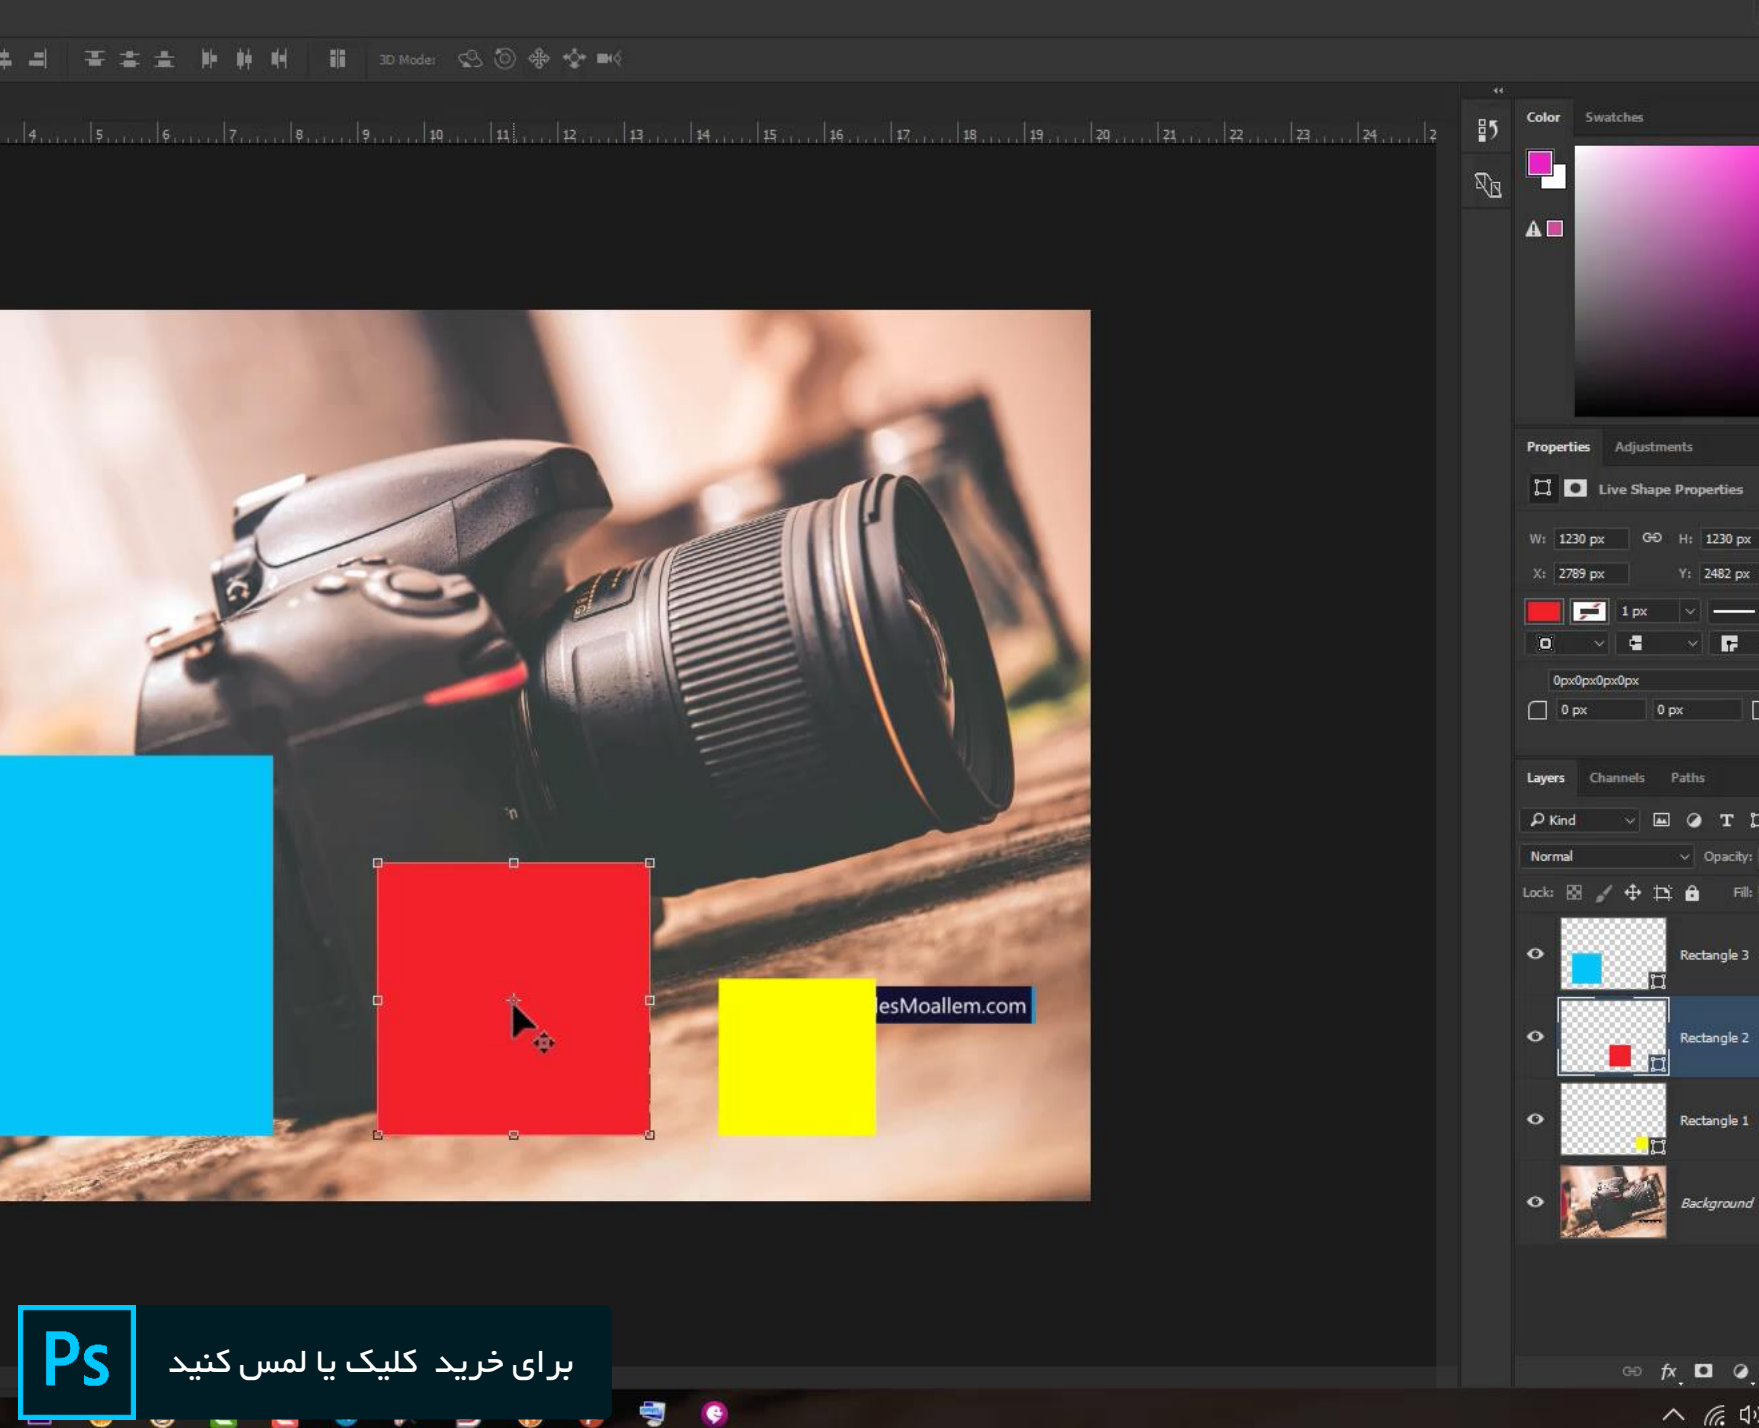 3D Mode:
4 5 6 7 8 9 10 11 12 13 14 15 16 17 18 19 20 21 22 23 24 2
Color Swatches
Properties Adjustments
Live Shape Properties
W: 1230 px H: 1230 px
X: 2789 px Y: 2482 px
1 px
0px0px0px0px
0 px 0 px
Layers Channels Paths
Kind
Normal Opacity:
Lock: Fill:
Rectangle 3
Rectangle 2
Rectangle 1
Background
fx
lesMoallem.com
Ps
برای خرید کلیک یا لمس کنید